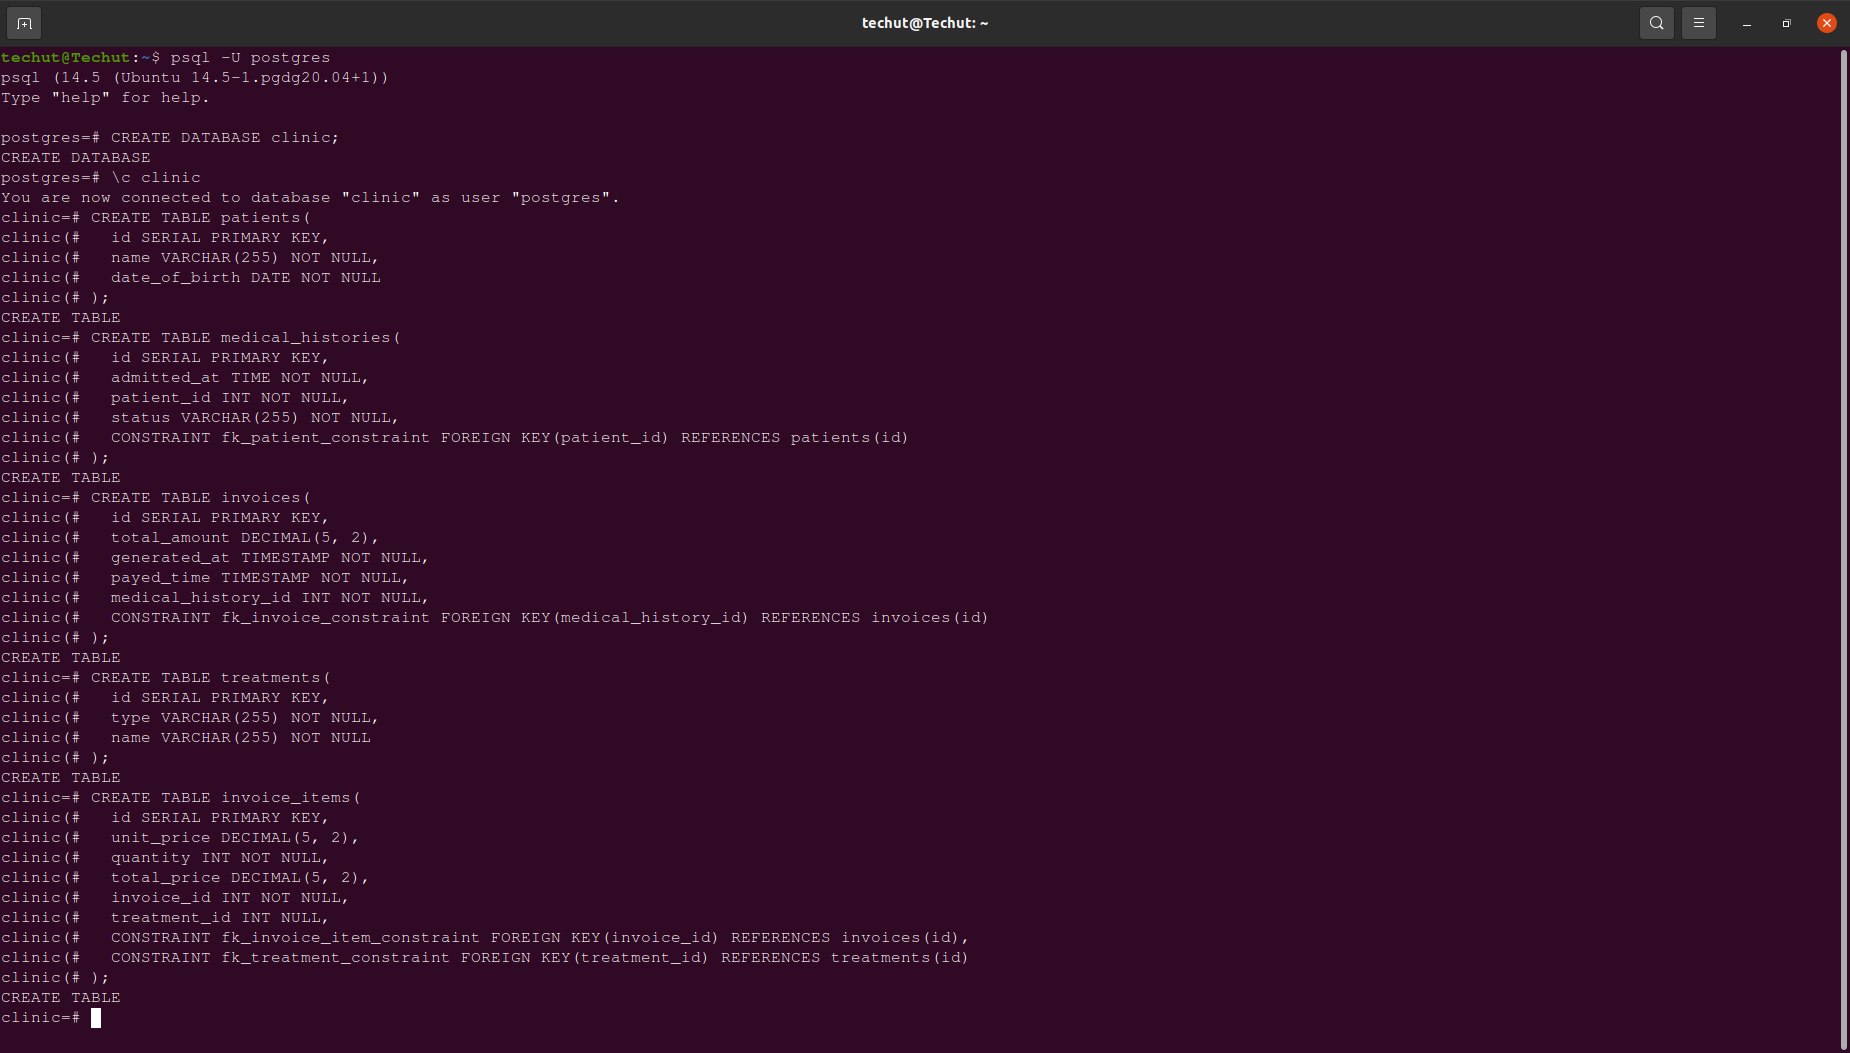 techut@Techut: ~
techut@Techut:~$ psql -U postgres
psql (14.5 (Ubuntu 14.5-1.pgdg20.04+1))
Type "help" for help.

postgres=# CREATE DATABASE clinic;
CREATE DATABASE
postgres=# \c clinic
You are now connected to database "clinic" as user "postgres".
clinic=# CREATE TABLE patients(
clinic(#   id SERIAL PRIMARY KEY,
clinic(#   name VARCHAR(255) NOT NULL,
clinic(#   date_of_birth DATE NOT NULL
clinic(# );
CREATE TABLE
clinic=# CREATE TABLE medical_histories(
clinic(#   id SERIAL PRIMARY KEY,
clinic(#   admitted_at TIME NOT NULL,
clinic(#   patient_id INT NOT NULL,
clinic(#   status VARCHAR(255) NOT NULL,
clinic(#   CONSTRAINT fk_patient_constraint FOREIGN KEY(patient_id) REFERENCES patients(id)
clinic(# );
CREATE TABLE
clinic=# CREATE TABLE invoices(
clinic(#   id SERIAL PRIMARY KEY,
clinic(#   total_amount DECIMAL(5, 2),
clinic(#   generated_at TIMESTAMP NOT NULL,
clinic(#   payed_time TIMESTAMP NOT NULL,
clinic(#   medical_history_id INT NOT NULL,
clinic(#   CONSTRAINT fk_invoice_constraint FOREIGN KEY(medical_history_id) REFERENCES invoices(id)
clinic(# );
CREATE TABLE
clinic=# CREATE TABLE treatments(
clinic(#   id SERIAL PRIMARY KEY,
clinic(#   type VARCHAR(255) NOT NULL,
clinic(#   name VARCHAR(255) NOT NULL
clinic(# );
CREATE TABLE
clinic=# CREATE TABLE invoice_items(
clinic(#   id SERIAL PRIMARY KEY,
clinic(#   unit_price DECIMAL(5, 2),
clinic(#   quantity INT NOT NULL,
clinic(#   total_price DECIMAL(5, 2),
clinic(#   invoice_id INT NOT NULL,
clinic(#   treatment_id INT NULL,
clinic(#   CONSTRAINT fk_invoice_item_constraint FOREIGN KEY(invoice_id) REFERENCES invoices(id),
clinic(#   CONSTRAINT fk_treatment_constraint FOREIGN KEY(treatment_id) REFERENCES treatments(id)
clinic(# );
CREATE TABLE
clinic=#